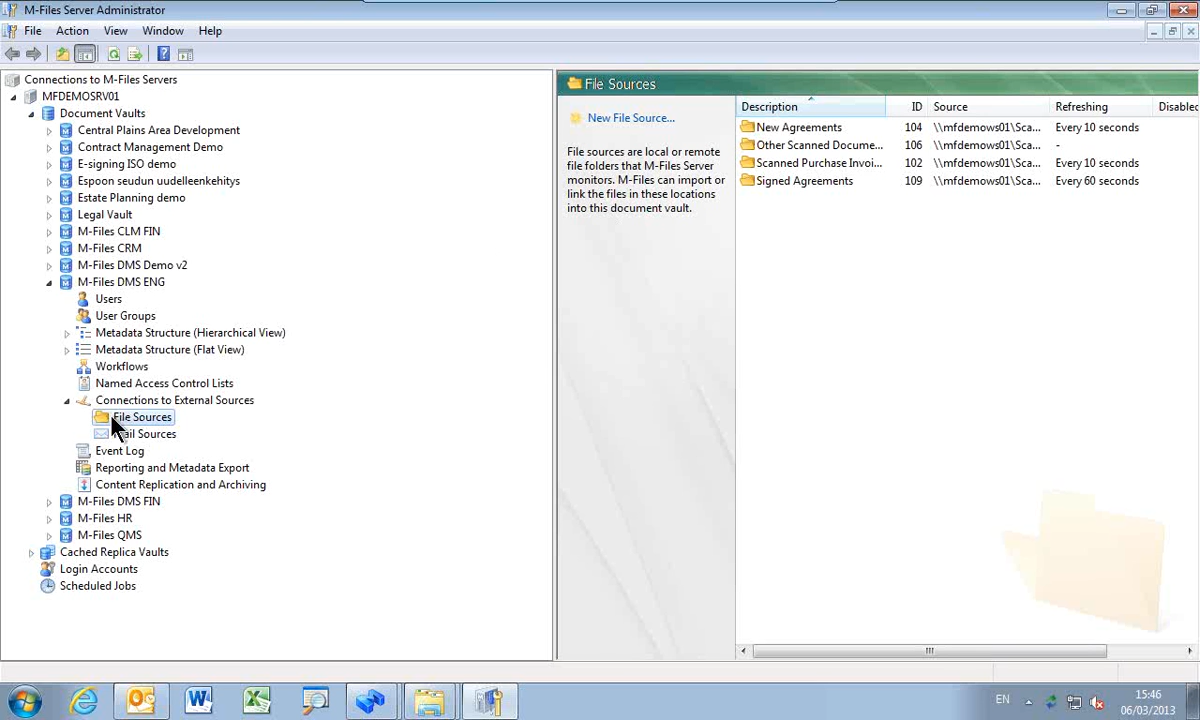 M-Files Server Administrator
File Action View Window Help
Connections to M-Files Servers
MFDEMOSRV01
Document Vaults
Central Plains Area Development
Contract Management Demo
E-signing ISO demo
Espoon seudun uudelleenkehitys
Estate Planning demo
Legal Vault
M-Files CLM FIN
M-Files CRM
M-Files DMS Demo v2
M-Files DMS ENG
Users
User Groups
Metadata Structure (Hierarchical View)
Metadata Structure (Flat View)
Workflows
Named Access Control Lists
Connections to External Sources
File Sources
Sources
Event Log
Reporting and Metadata Export
Content Replication and Archiving
M-Files DMS FIN
M-Files HR
M-Files QMS
Cached Replica Vaults
Login Accounts
Scheduled Jobs
File Sources
New File Source...
File sources are local or remote
file folders that M-Files Server
monitors. M-Files can import or
link the files in these locations
into this document vault.
Description ID Source Refreshing Disable
New Agreements 104 \\mfdemows01\Sca... Every 10 seconds
Other Scanned Docume... 106 \\mfdemows01\Sca... -
Scanned Purchase Invoi... 102 \\mfdemows01\Sca... Every 10 seconds
Signed Agreements 109 \\mfdemows01\Sca... Every 60 seconds
EN
15:46
06/03/2013